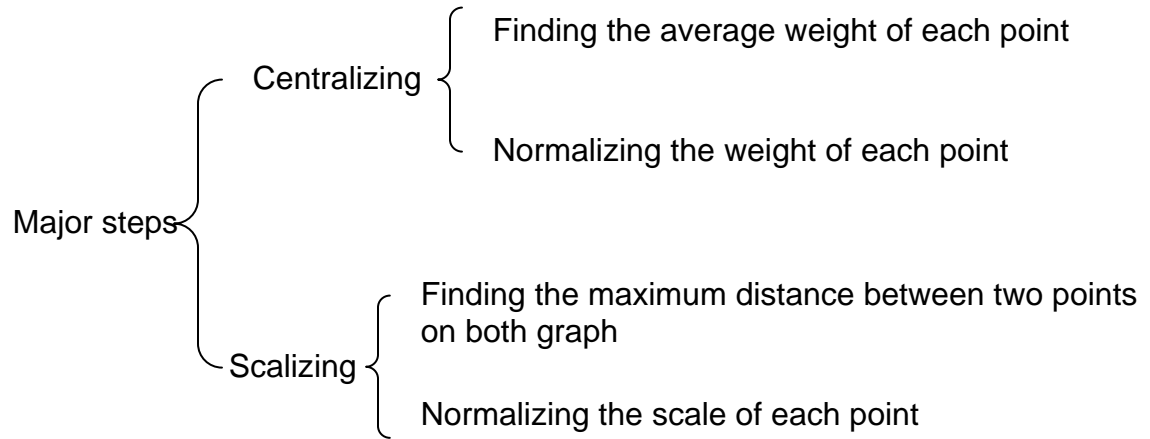 Major steps
Centralizing
Finding the average weight of each point
Normalizing the weight of each point
Scalizing
Finding the maximum distance between two points
on both graph
Normalizing the scale of each point